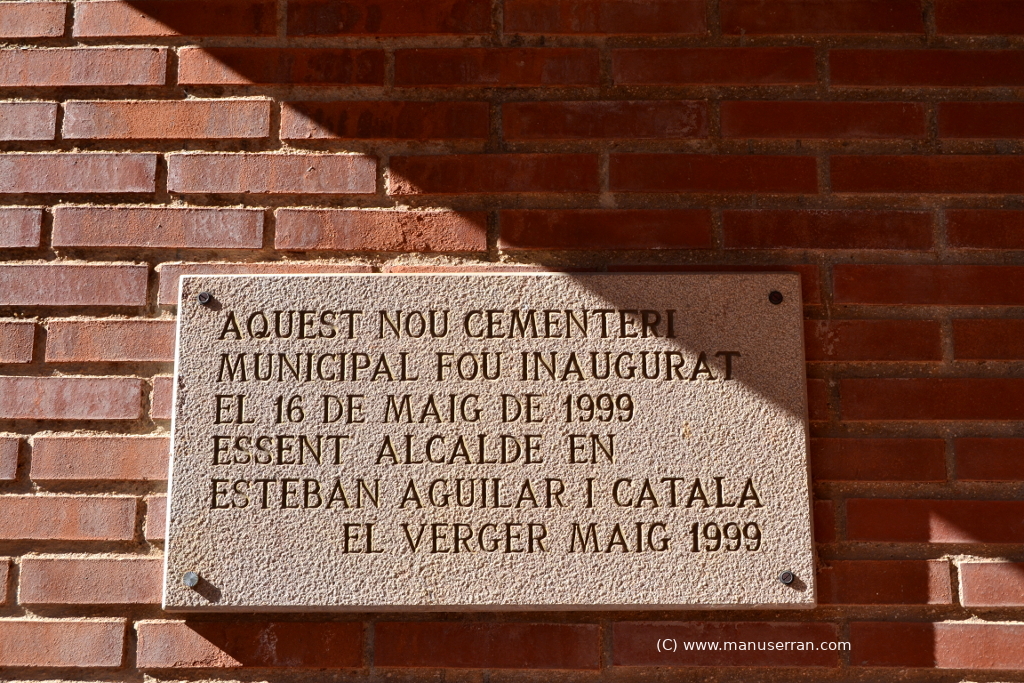 AQUEST NOU CEMENTERI
MUNICIPAL FOU INAUGURAT
EL 16 DE MAIG DE 1999
ESSENT ALCALDE EN
ESTEBAN AGUILAR I CATALA
EL VERGER MAIG 1999
(C) www.manuserran.com